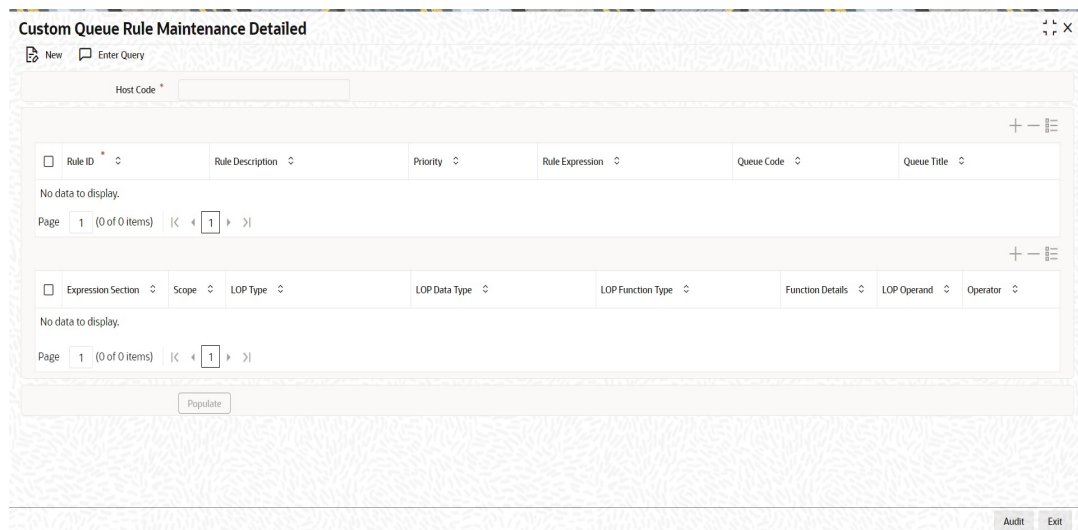 Custom Queue Rule Maintenance Detailed
New Enter Query
Host Code *
Rule ID * Rule Description Priority Rule Expression Queue Code Queue Title
No data to display.
Page 1 (0 of 0 items) 1
Expression Section Scope LOP Type LOP Data Type LOP Function Type Function Details LOP Operand Operator
No data to display.
Page 1 (0 of 0 items) 1
Populate
Audit Exit